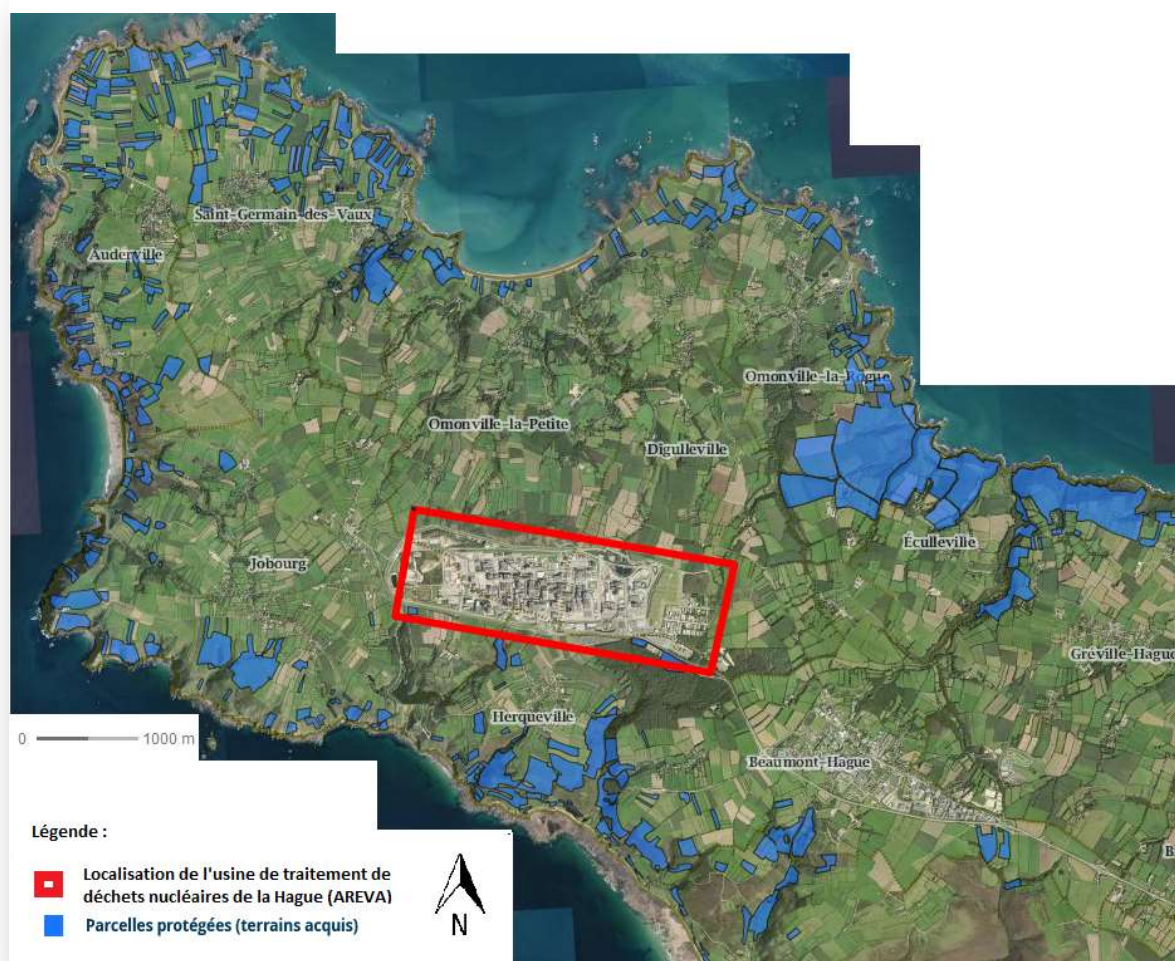 Saint-Germain-des-Vaux
Auderville
Omonville-la-Rogue
Omonville-la-Petite
Digulleville
Éculleville
Jobourg
Gréville-Hague
Herqueville
Beaumont-Hague
0 1000 m
B
Légende :
Localisation de l'usine de traitement de
déchets nucléaires de la Hague (AREVA)
Parcelles protégées (terrains acquis)
N